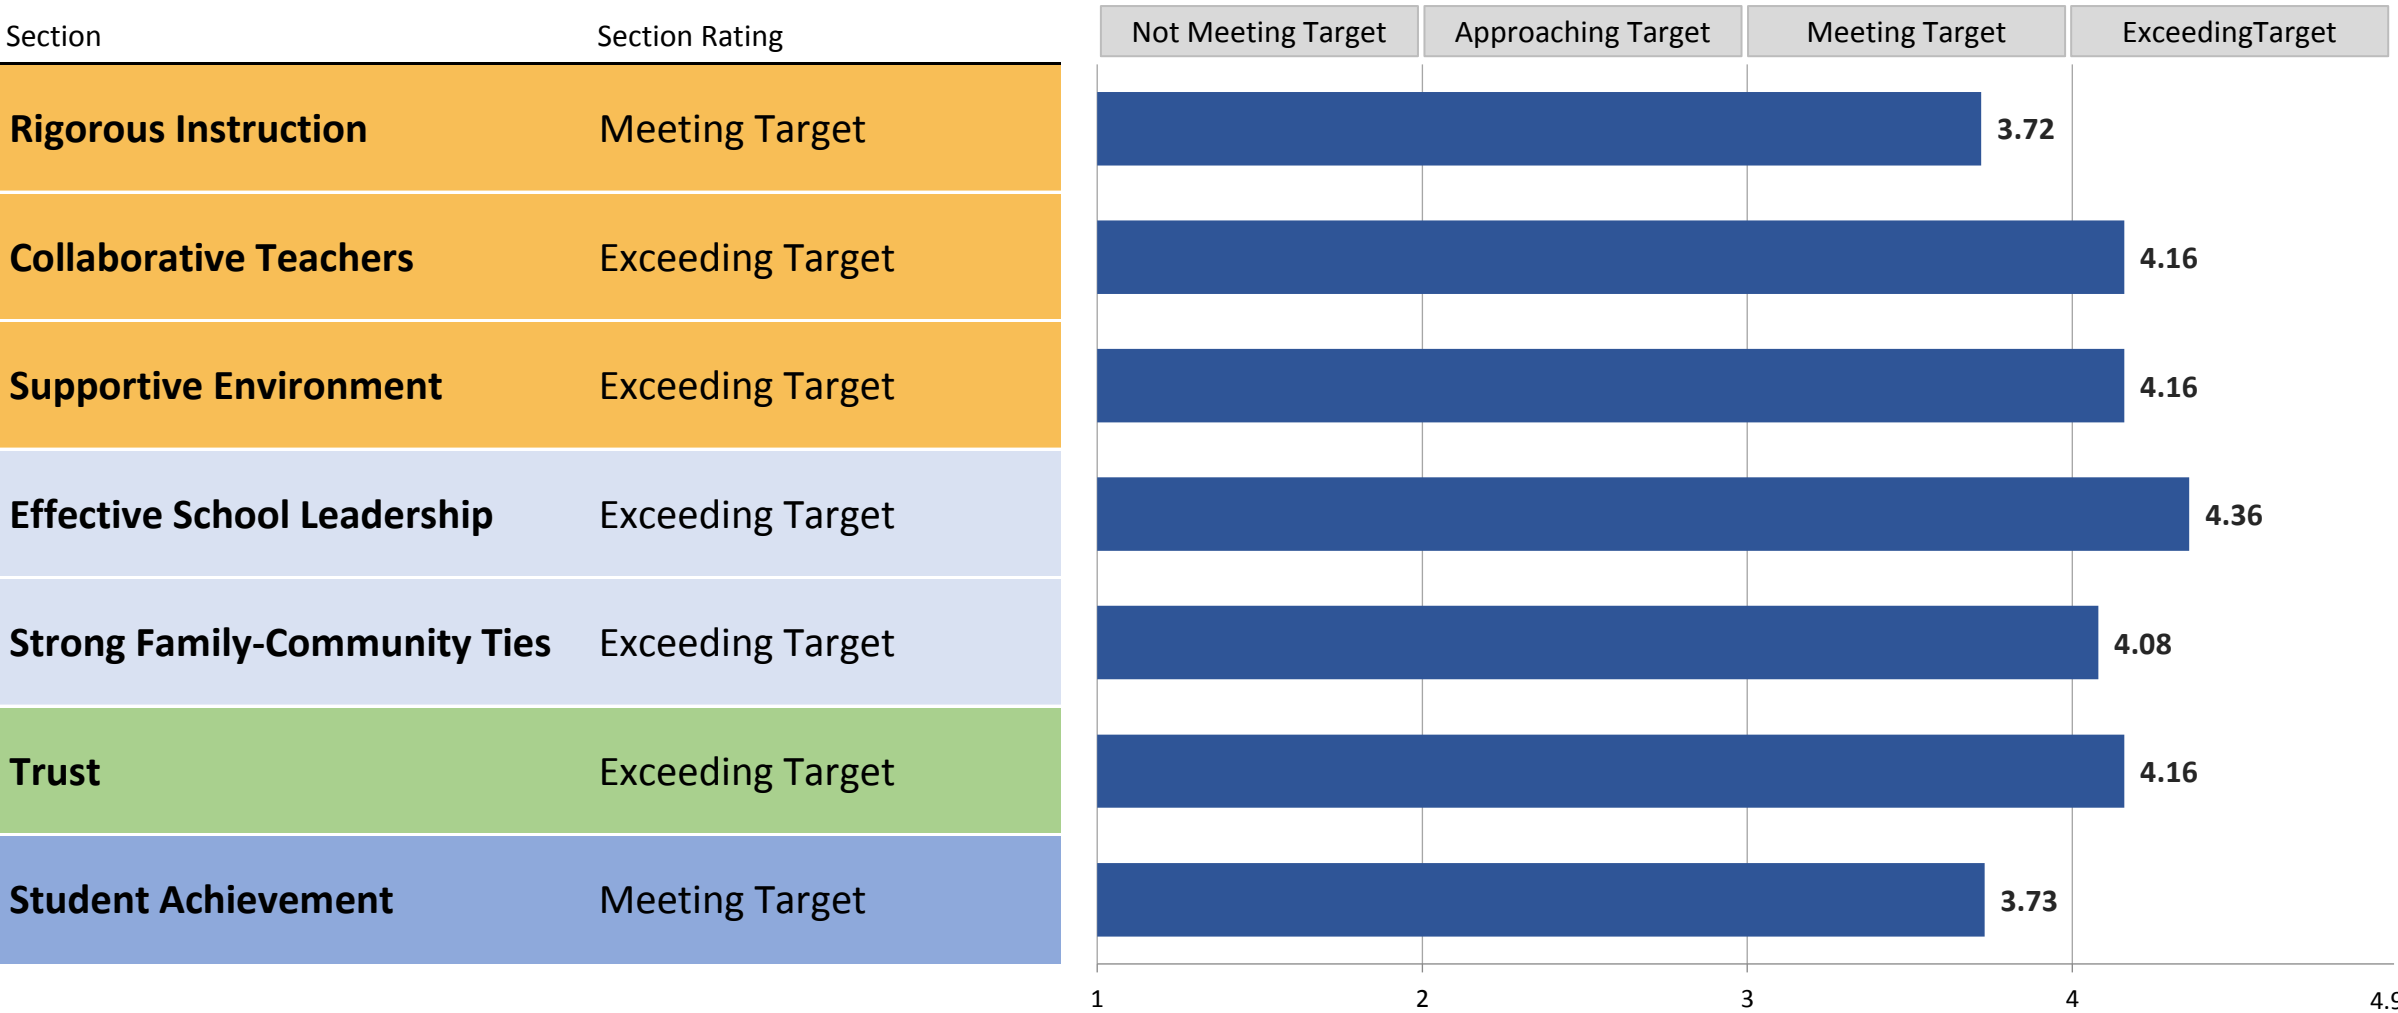 Section Section Rating Not Meeting Target Approaching Target Meeting Target ExceedingTarget
Rigorous Instruction Meeting Target 3.72
Collaborative Teachers Exceeding Target 4.16
Supportive Environment Exceeding Target 4.16
Effective School Leadership Exceeding Target 4.36
Strong Family-Community Ties Exceeding Target 4.08
Trust Exceeding Target 4.16
Student Achievement Meeting Target 3.73
1 2 3 4 4.9